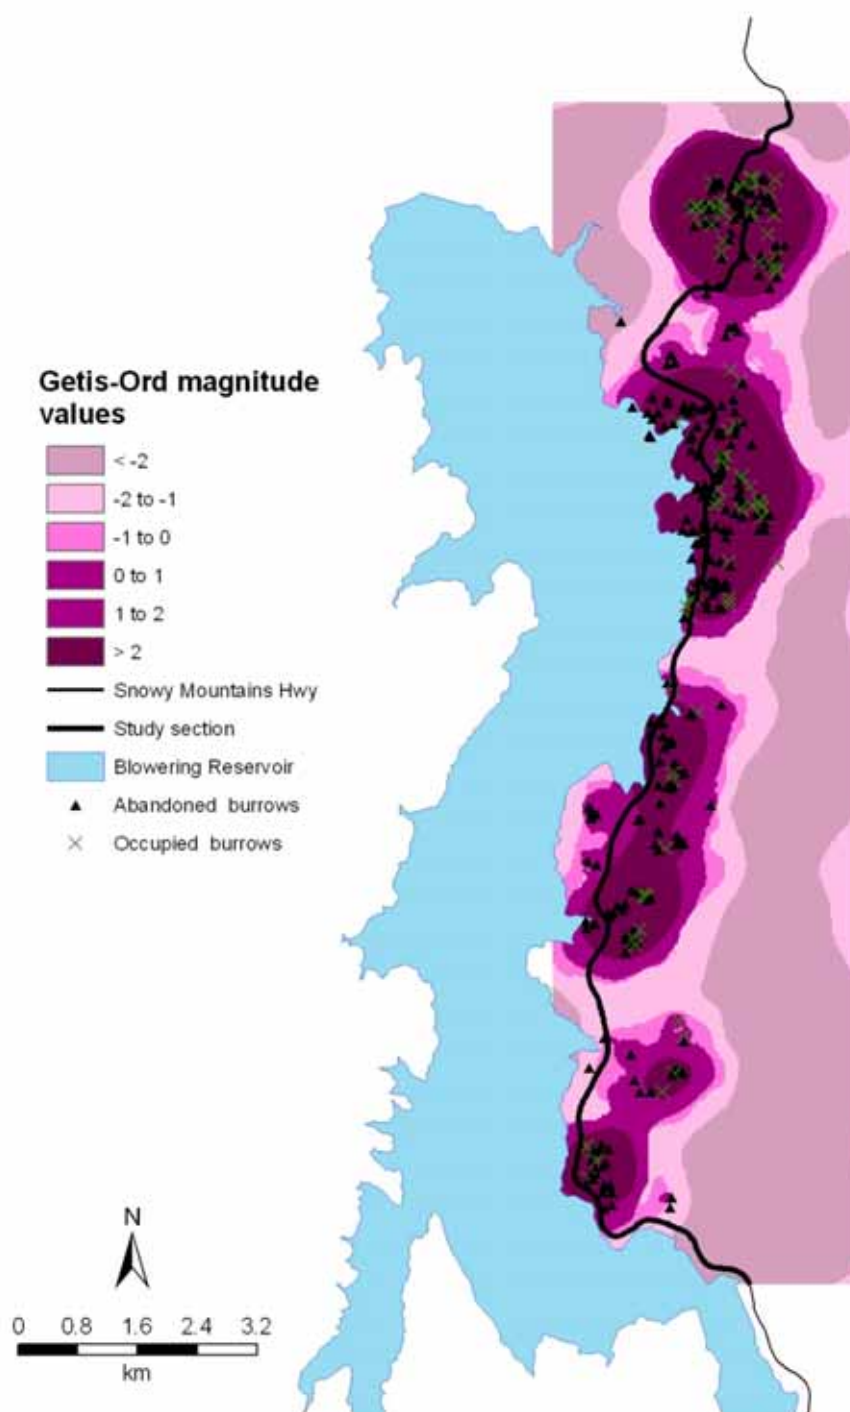 Getis-Ord magnitude
values
< -2
-2 to -1
-1 to 0
0 to 1
1 to 2
> 2
Snowy Mountains Hwy
Study section
Blowering Reservoir
Abandoned burrows
Occupied burrows
N
0 0.8 1.6 2.4 3.2
km